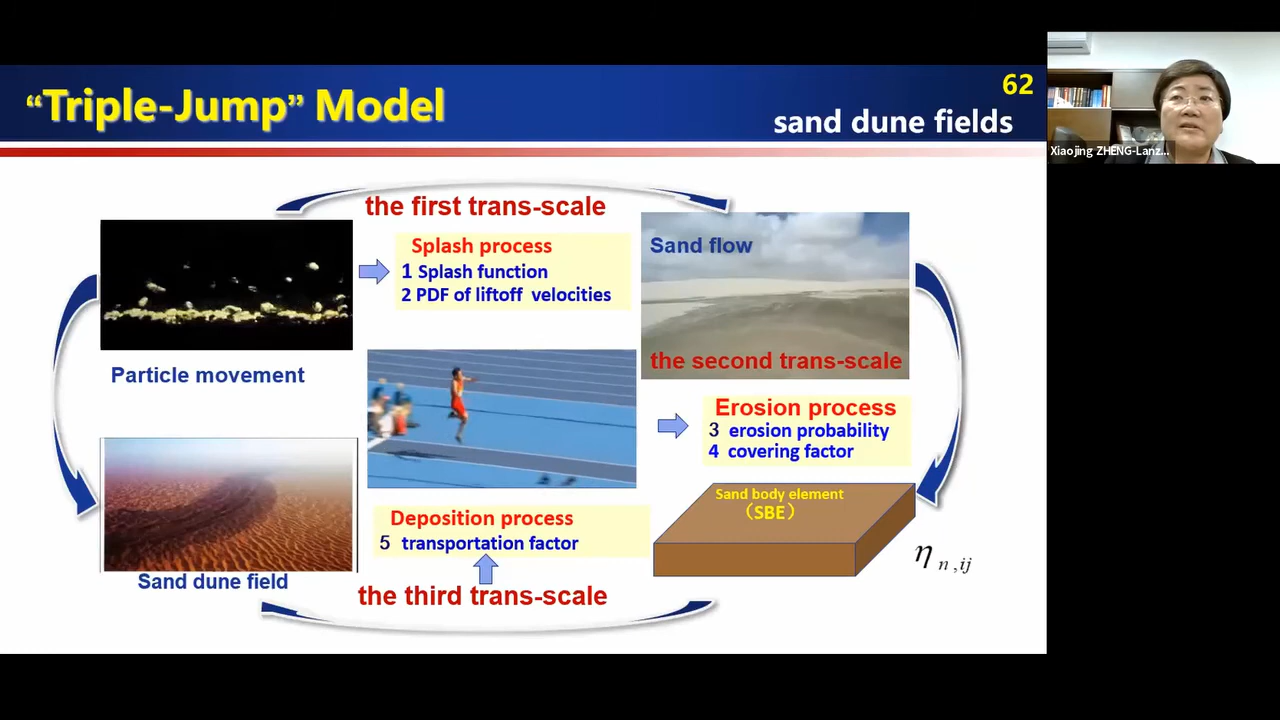 “Triple-Jump” Model
62
sand dune fields
Xiaojing ZHENG-Lanz...
the first trans-scale
Splash process
1 Splash function
2 PDF of liftoff velocities
Sand flow
the second trans-scale
Particle movement
Erosion process
3 erosion probability
4 covering factor
Sand body element
（SBE）
η n,ij
Deposition process
5 transportation factor
Sand dune field
the third trans-scale